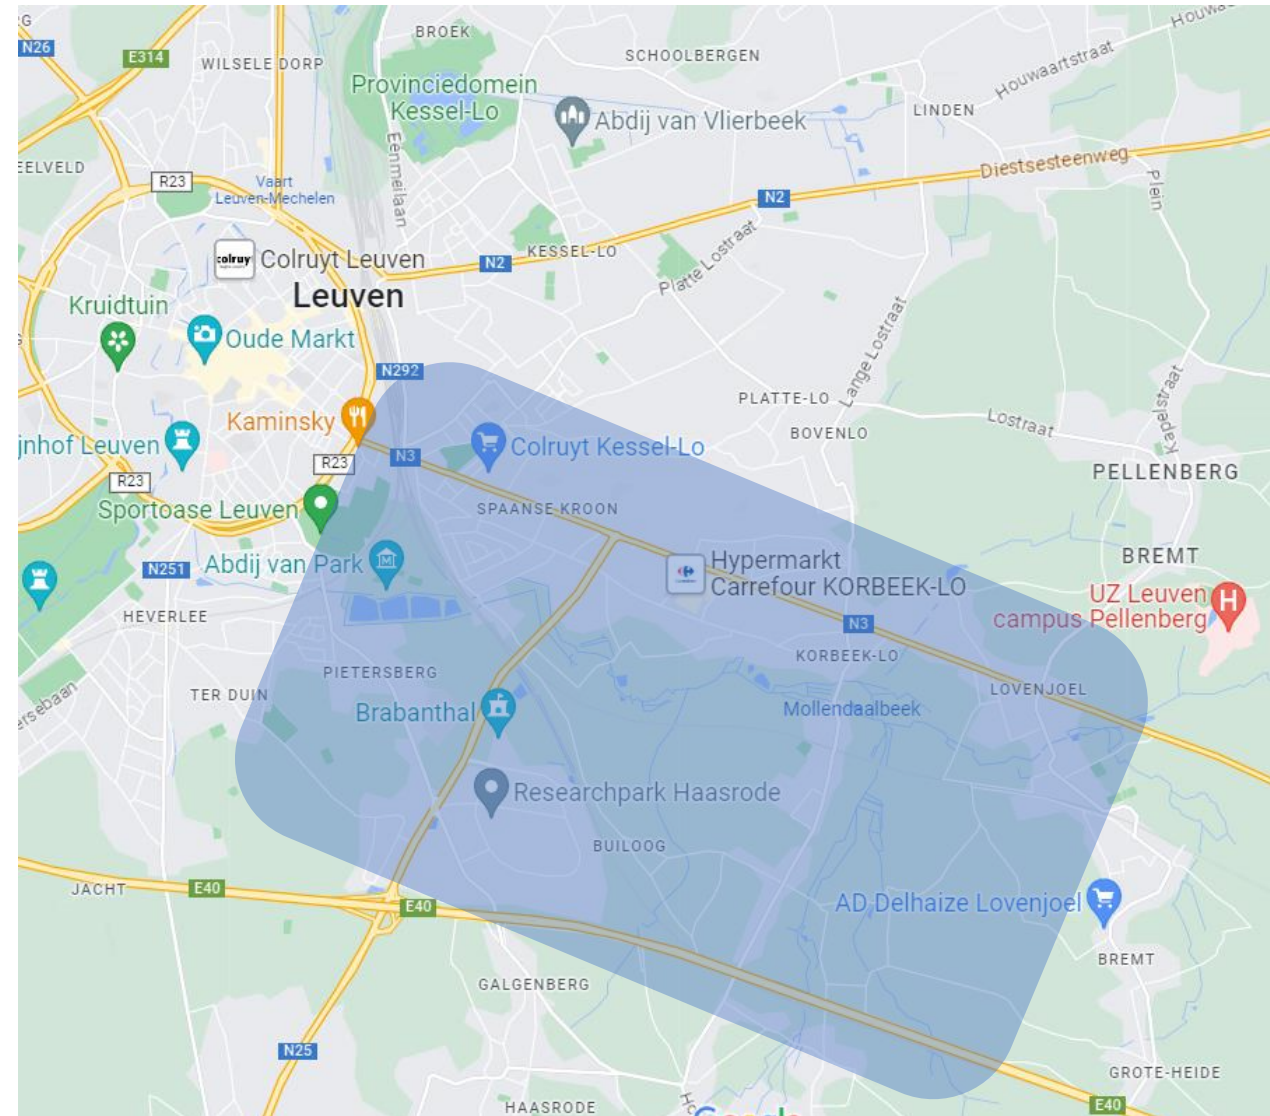 BROEK
N26
E314
WILSELE DORP
SCHOOLBERGEN
Houwaartstraat
Provinciedomein
Kessel-Lo
LINDEN
Abdij van Vlierbeek
Eénmeilaan
Diestsesteenweg
R23
Vaart
Leuven-Mechelen
N2
Plein
KESSEL-LO
N2
Platte Lostraat
colruy
Colruyt Leuven
Leuven
Kruidtuin
Oude Markt
N292
Lange Lostraat
Kapelstraat
PLATTE-LO
Kaminsky
Lostraat
BOVENLO
jnhof Leuven
N3
Colruyt Kessel-Lo
R23
R23
PELLENBERG
Sportoase Leuven
SPAANSE KROON
Abdij van Park
N251
Hypermarkt
Carrefour KORBEEK-LO
BREMT
UZ Leuven
campus Pellenberg
HEVERLEE
N3
KORBEEK-LO
PIETERSBERG
TER DUIN
LOVENJOEL
ersebaan
Brabanthal
Mollendaalbeek
Researchpark Haasrode
BUILOOG
JACHT
E40
E40
AD Delhaize Lovenjoel
BREMT
GALGENBERG
N25
GROTE-HEIDE
HAASRODE
E40